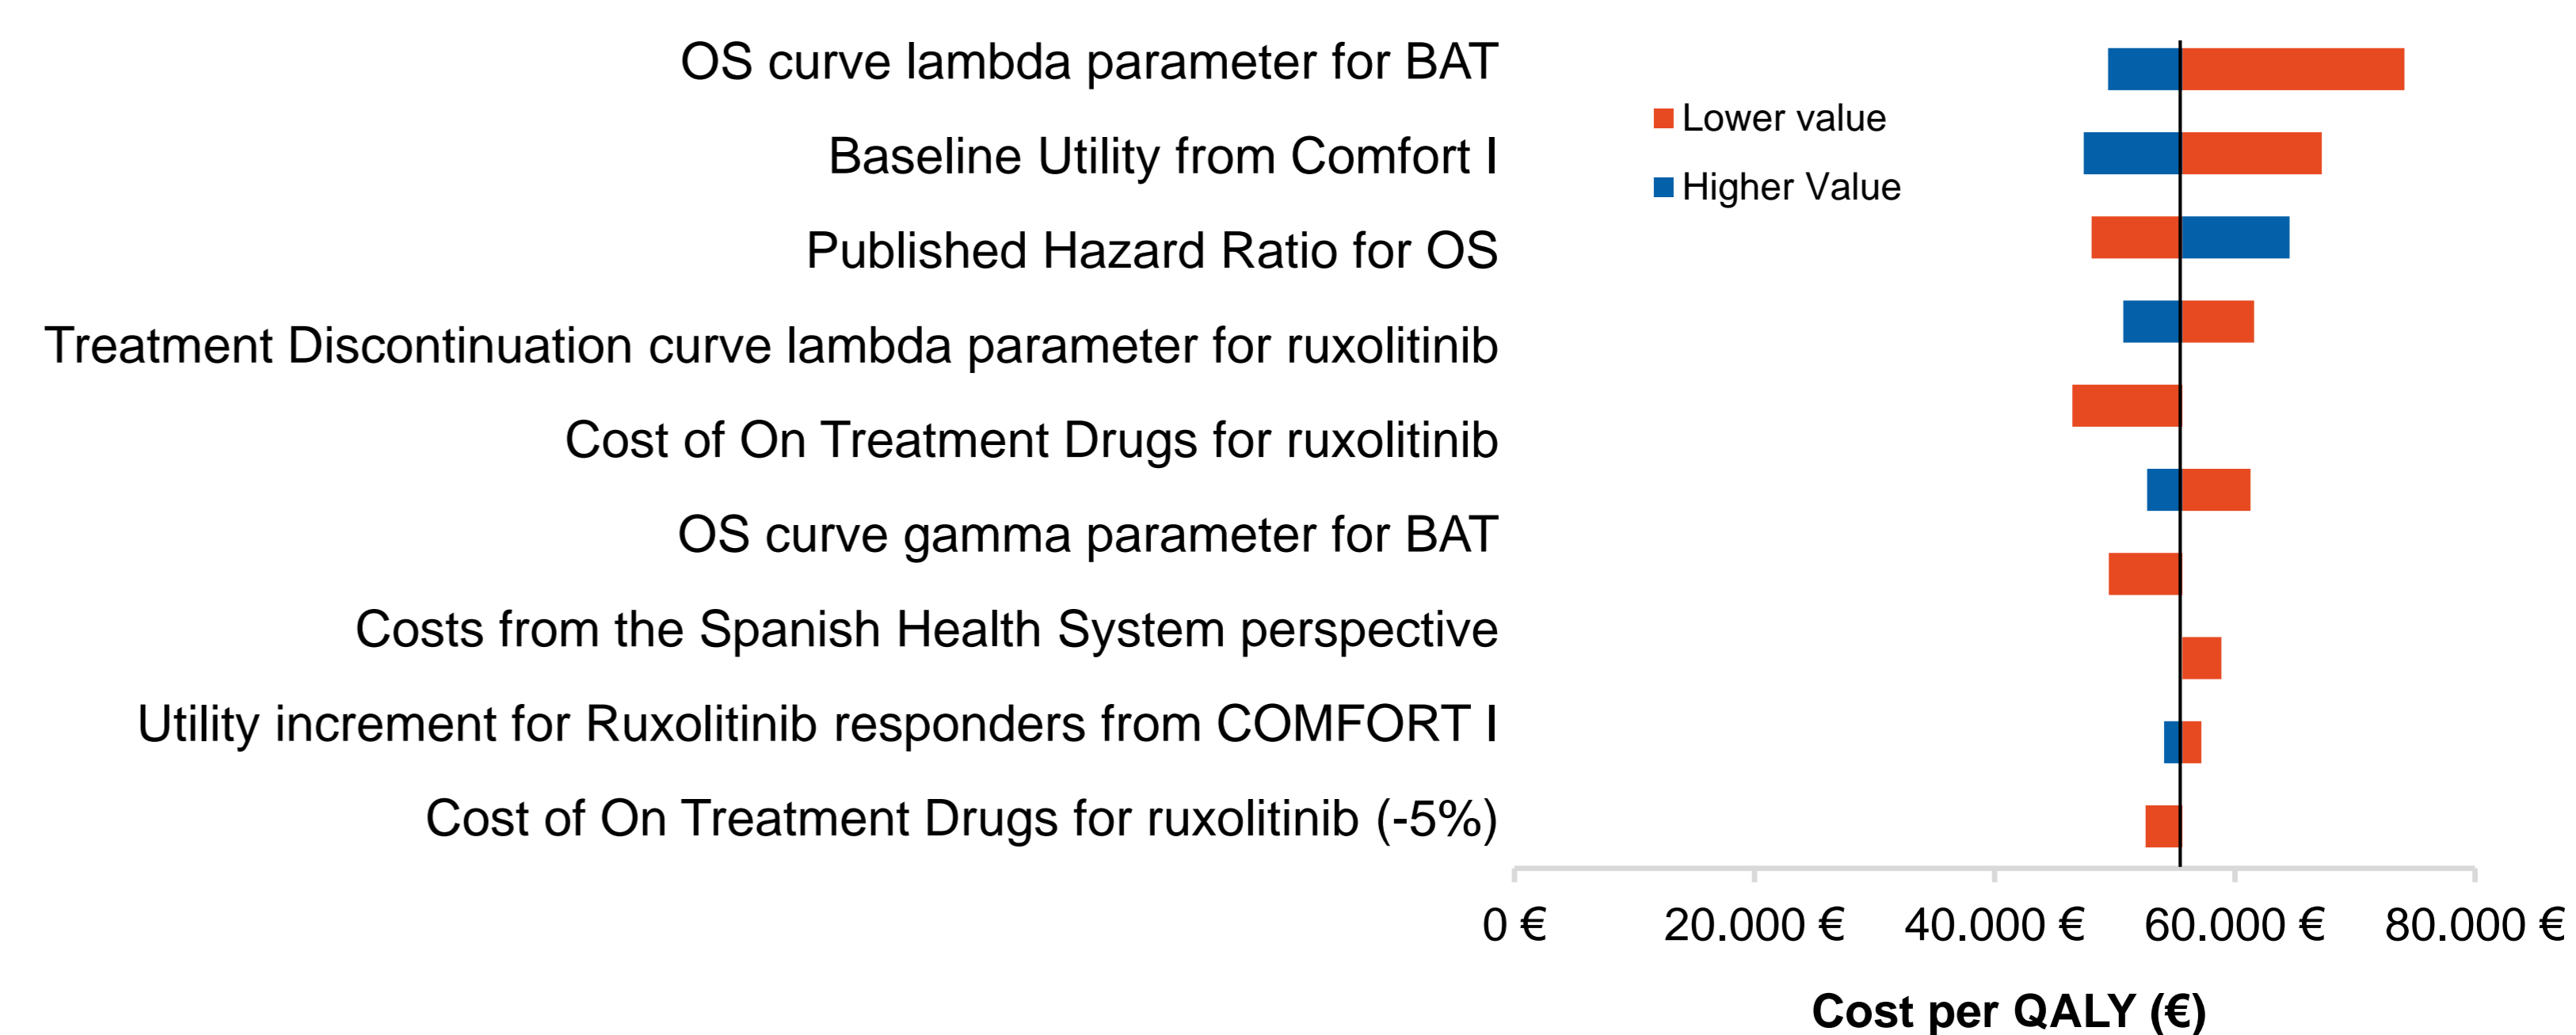 OS curve lambda parameter for BAT
Baseline Utility from Comfort I
Published Hazard Ratio for OS
Treatment Discontinuation curve lambda parameter for ruxolitinib
Cost of On Treatment Drugs for ruxolitinib
OS curve gamma parameter for BAT
Costs from the Spanish Health System perspective
Utility increment for Ruxolitinib responders from COMFORT I
Cost of On Treatment Drugs for ruxolitinib (-5%)
Lower value
Higher Value
0 € 20.000 € 40.000 € 60.000 € 80.000 €
Cost per QALY (€)